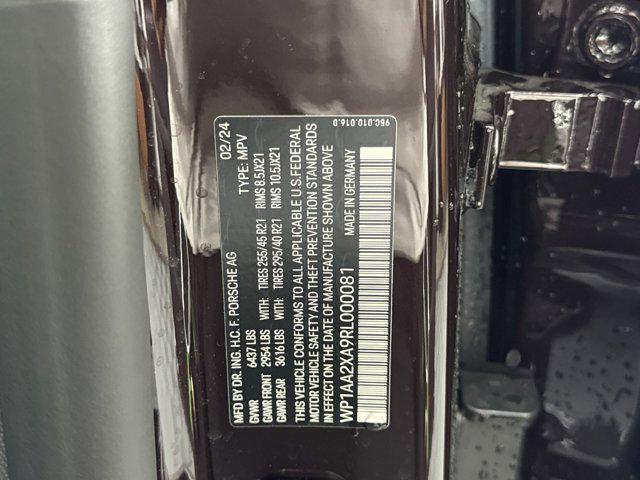 95C.010.016.0
MFD BY DR. ING. H.C. F. PORSCHE AG 02/24
GVWR 6437 LBS TYPE: MPV
GAWR FRONT 2954 LBS WITH: TIRES 255/45 R21 RIMS 8.5JX21
GAWR REAR 3616 LBS WITH: TIRES 295/40 R21 RIMS 10.5JX21
THIS VEHICLE CONFORMS TO ALL APPLICABLE U.S. FEDERAL
MOTOR VEHICLE SAFETY AND THEFT PREVENTION STANDARDS
IN EFFECT ON THE DATE OF MANUFACTURE SHOWN ABOVE
WP1AA2XA9RL000081 MADE IN GERMANY